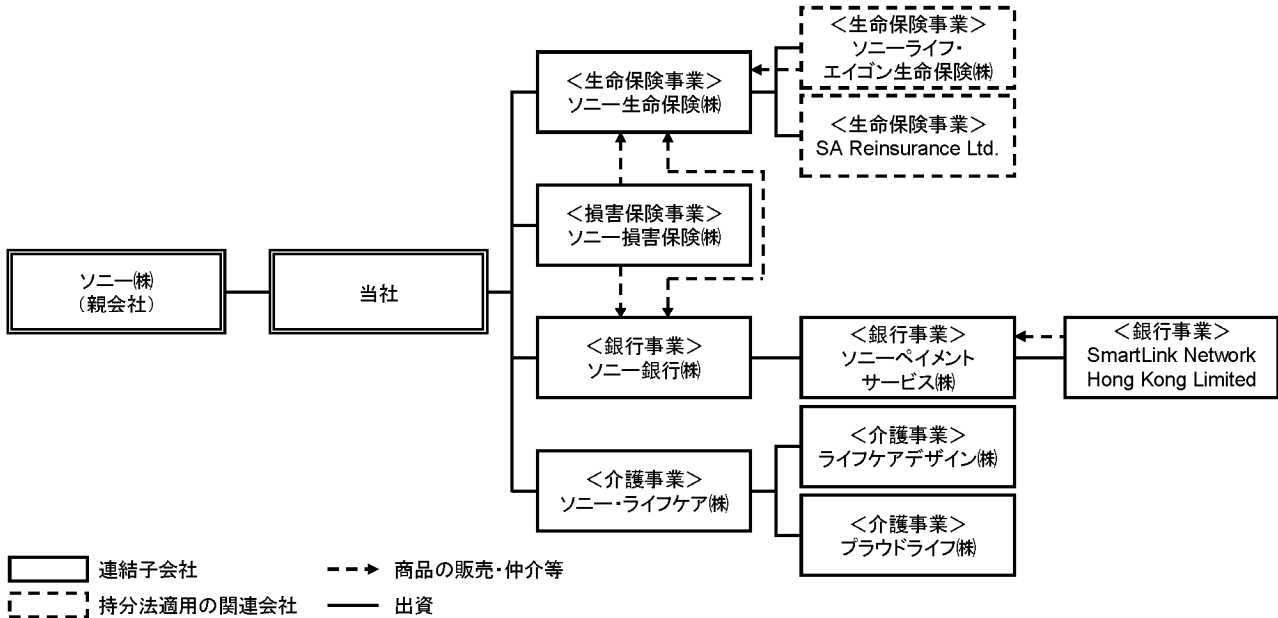 ソニー㈱
（親会社）
当社
＜生命保険事業＞
ソニー生命保険㈱
＜損害保険事業＞
ソニー損害保険㈱
＜銀行事業＞
ソニー銀行㈱
＜介護事業＞
ソニー・ライフケア㈱
＜生命保険事業＞
ソニーライフ・
エイゴン生命保険㈱
＜生命保険事業＞
SA Reinsurance Ltd.
＜銀行事業＞
ソニーペイメント
サービス㈱
＜銀行事業＞
SmartLink Network
Hong Kong Limited
＜介護事業＞
ライフケアデザイン㈱
＜介護事業＞
プラウドライフ㈱
連結子会社
商品の販売・仲介等
持分法適用の関連会社
出資